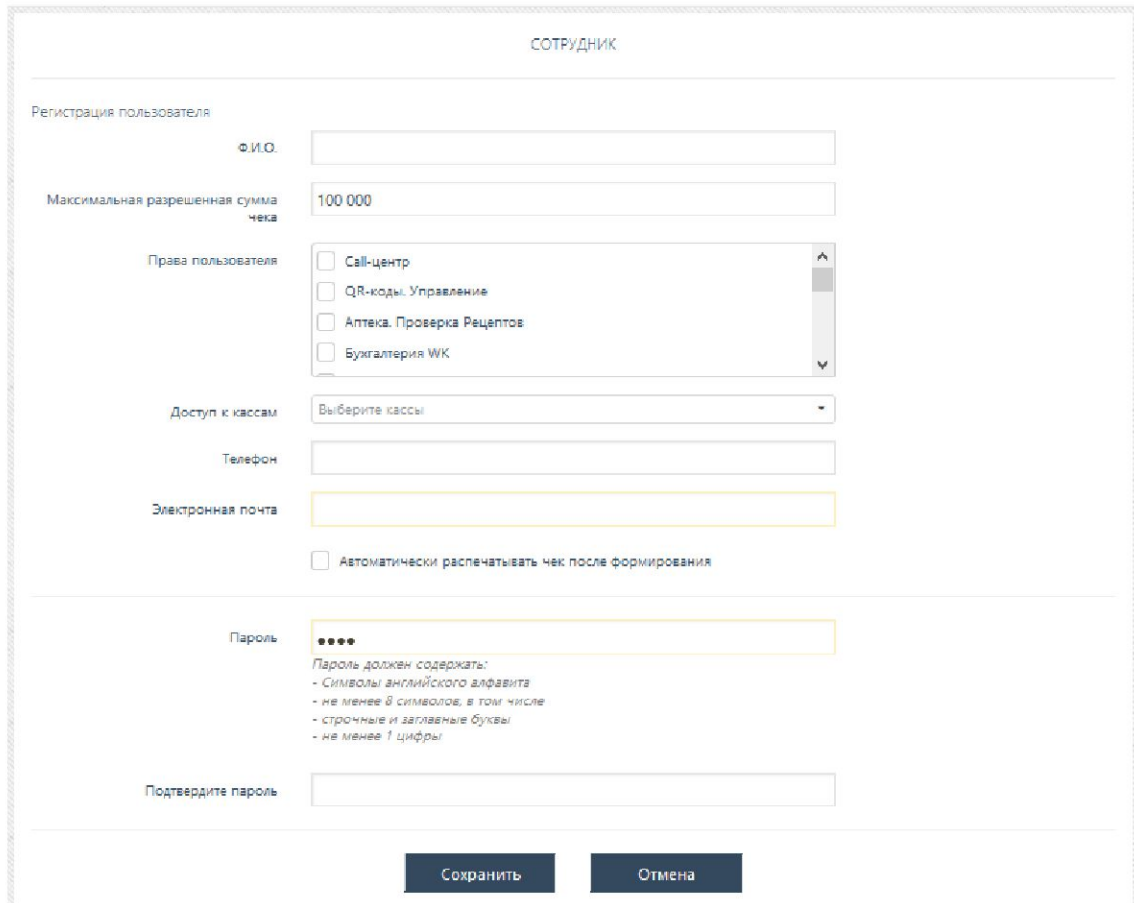 СОТРУДНИК
Регистрация пользователя
Ф.И.О.
Максимальная разрешенная сумма чека
100 000
Права пользователя
Call-центр
QR-коды. Управление
Аптека. Проверка Рецептов
Бухгалтерия WK
Доступ к кассам
Выберите кассы
Телефон
Электронная почта
Автоматически распечатывать чек после формирования
Пароль
••••
Пароль должен содержать:
- Символы английского алфавита
- не менее 8 символов, в том числе
- строчные и заглавные буквы
- не менее 1 цифры
Подтвердите пароль
Сохранить
Отмена